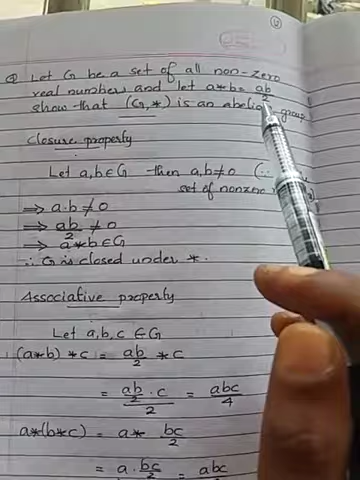 Q Let G be a set of all non-zero
real numbers and let a*b = ab/2
show that (G,*) is an abelian group
Closure property
Let a,b∈G then a,b≠0 (∵
set of nonzero
⇒ a.b≠0
⇒ ab/2 ≠0
⇒ a*b∈G
∴ G is closed under *.
Associative property
Let a,b,c ∈G
(a*b)*c = ab/2 *c
= (ab/2 . c)/2 = abc/4
a*(b*c) = a* bc/2
= a. bc/2 = abc